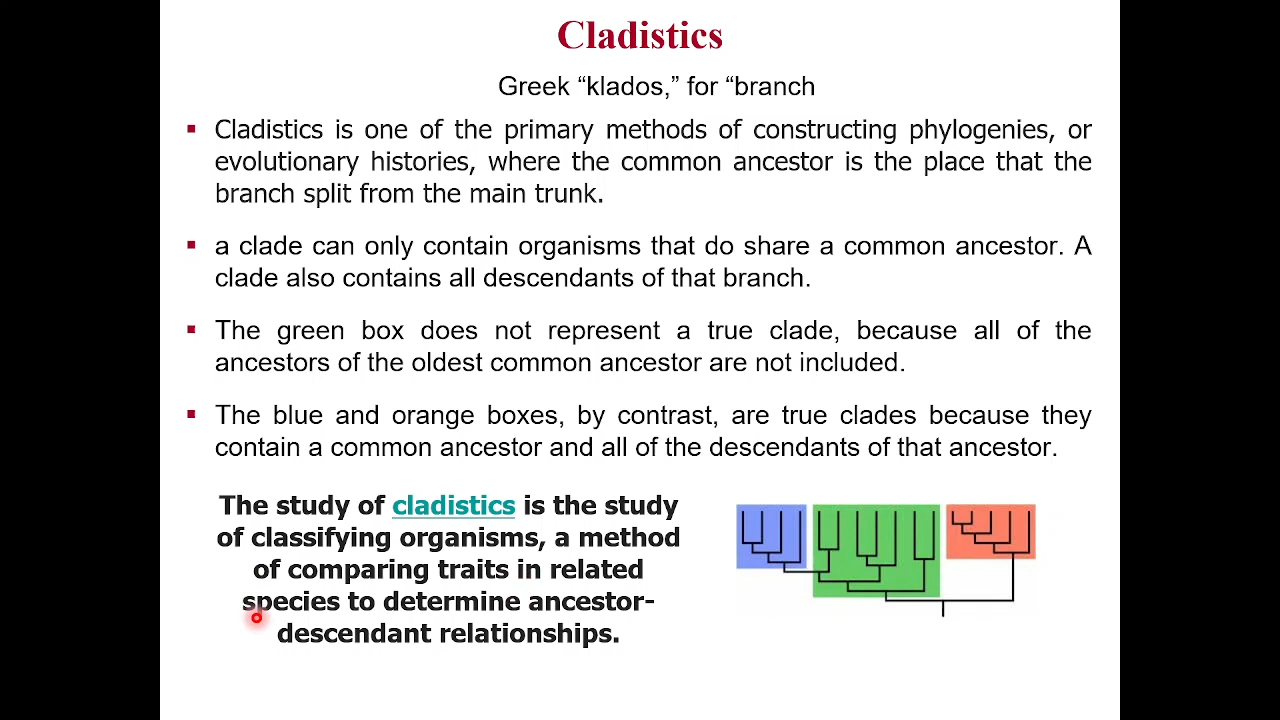 Cladistics
Greek “klados,” for “branch
▪ Cladistics is one of the primary methods of constructing phylogenies, or
evolutionary histories, where the common ancestor is the place that the
branch split from the main trunk.
▪ a clade can only contain organisms that do share a common ancestor. A
clade also contains all descendants of that branch.
▪ The green box does not represent a true clade, because all of the
ancestors of the oldest common ancestor are not included.
▪ The blue and orange boxes, by contrast, are true clades because they
contain a common ancestor and all of the descendants of that ancestor.
The study of cladistics is the study
of classifying organisms, a method
of comparing traits in related
species to determine ancestor-
descendant relationships.